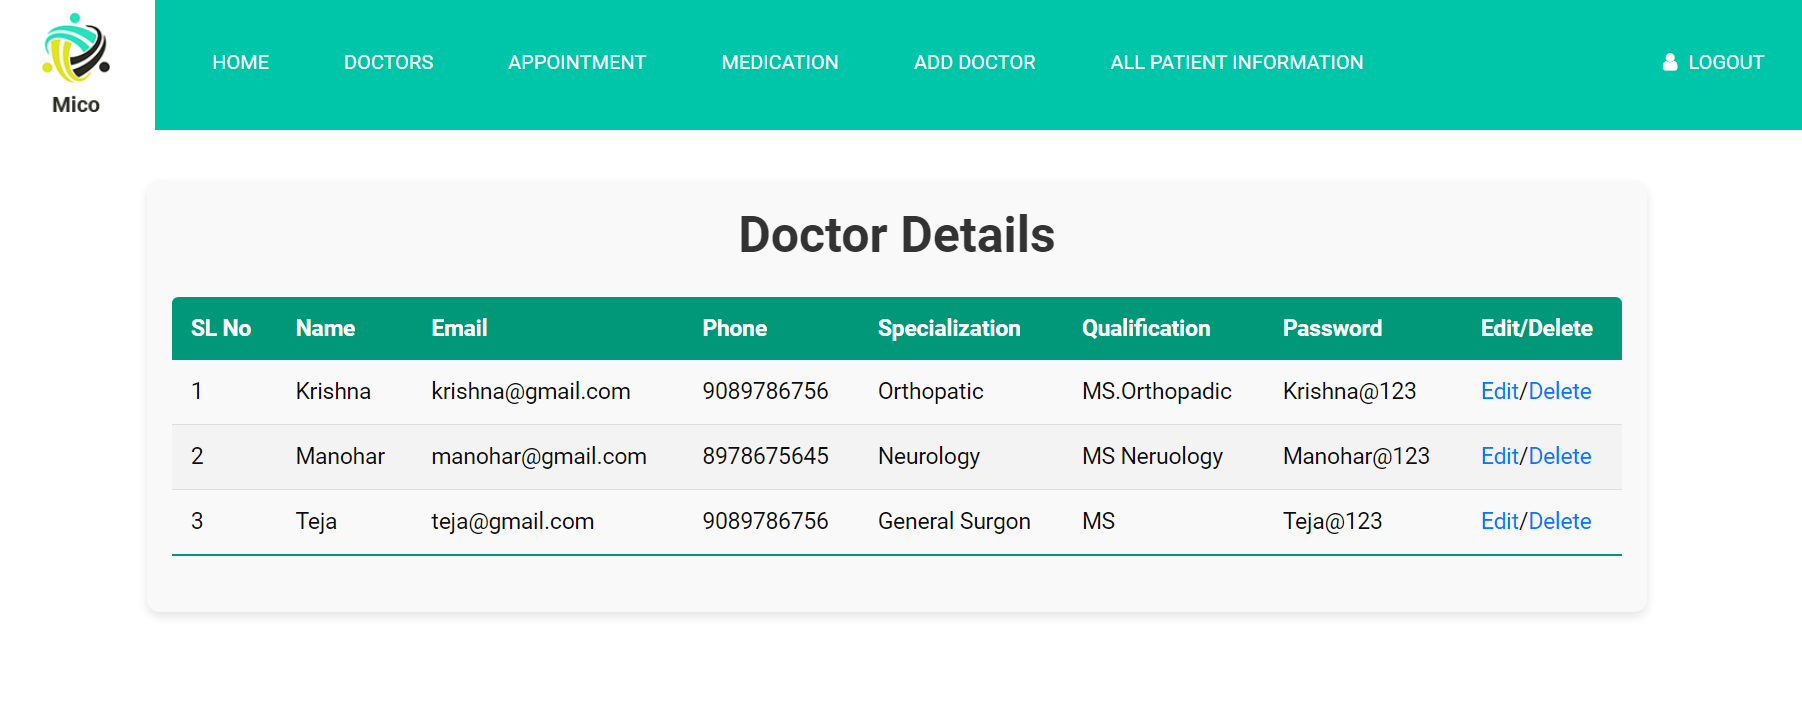 Mico
HOME DOCTORS APPOINTMENT MEDICATION ADD DOCTOR ALL PATIENT INFORMATION LOGOUT
Doctor Details
SL No Name Email Phone Specialization Qualification Password Edit/Delete
1 Krishna krishna@gmail.com 9089786756 Orthopatic MS.Orthopadic Krishna@123 Edit/Delete
2 Manohar manohar@gmail.com 8978675645 Neurology MS Neruology Manohar@123 Edit/Delete
3 Teja teja@gmail.com 9089786756 General Surgon MS Teja@123 Edit/Delete